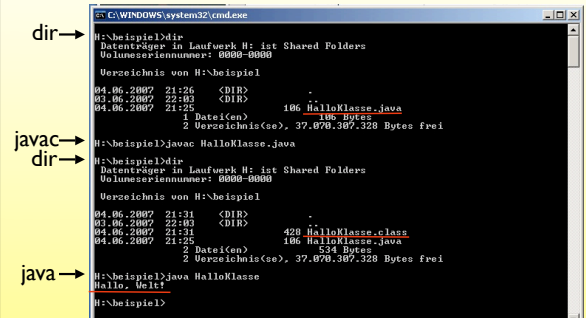 C:\WINDOWS\system32\cmd.exe
dir
H:\beispiel>dir
Datenträger in Laufwerk H: ist Shared Folders
Volumeseriennummer: 0000-0000
Verzeichnis von H:\beispiel
04.06.2007 21:26 <DIR> .
03.06.2007 22:03 <DIR> ..
04.06.2007 21:25 106 HalloKlasse.java
1 Datei(en) 106 Bytes
2 Verzeichnis(se), 37.070.307.328 Bytes frei
javac
H:\beispiel>javac HalloKlasse.java
dir
H:\beispiel>dir
Datenträger in Laufwerk H: ist Shared Folders
Volumeseriennummer: 0000-0000
Verzeichnis von H:\beispiel
04.06.2007 21:31 <DIR> .
03.06.2007 22:03 <DIR> ..
04.06.2007 21:31 428 HalloKlasse.class
04.06.2007 21:25 106 HalloKlasse.java
2 Datei(en) 534 Bytes
2 Verzeichnis(se), 37.070.307.328 Bytes frei
java
H:\beispiel>java HalloKlasse
Hallo, Welt!
H:\beispiel>